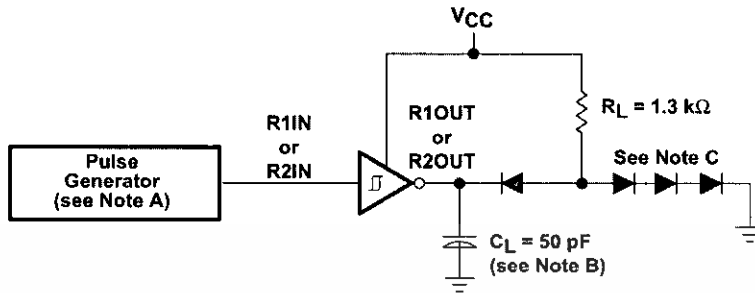 VCC
R1IN
or
R2IN
R1OUT
or
R2OUT
RL = 1.3 kΩ
Pulse
Generator
(see Note A)
See Note C
CL = 50 pF
(see Note B)